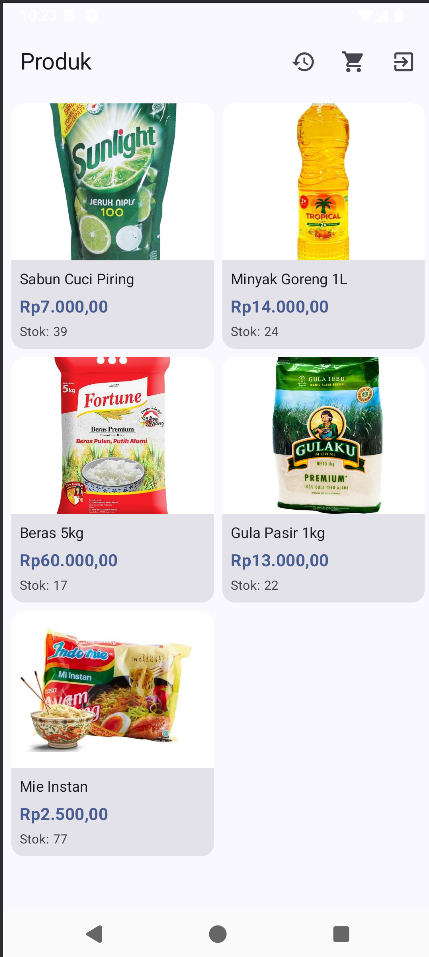 10:23
Produk
Sunlight
JERUK NIPIS
100
TROPICAL
Sabun Cuci Piring
Minyak Goreng 1L
Rp7.000,00
Rp14.000,00
Stok: 39
Stok: 24
5kg
Fortune
Beras Premium
Beras Pulen, Putih Alami
GULA TEBU
GULAKU
PREMIUM
Beras 5kg
Gula Pasir 1kg
Rp60.000,00
Rp13.000,00
Stok: 17
Stok: 22
Indomie
Mi Instan
Mie Instan
Rp2.500,00
Stok: 77